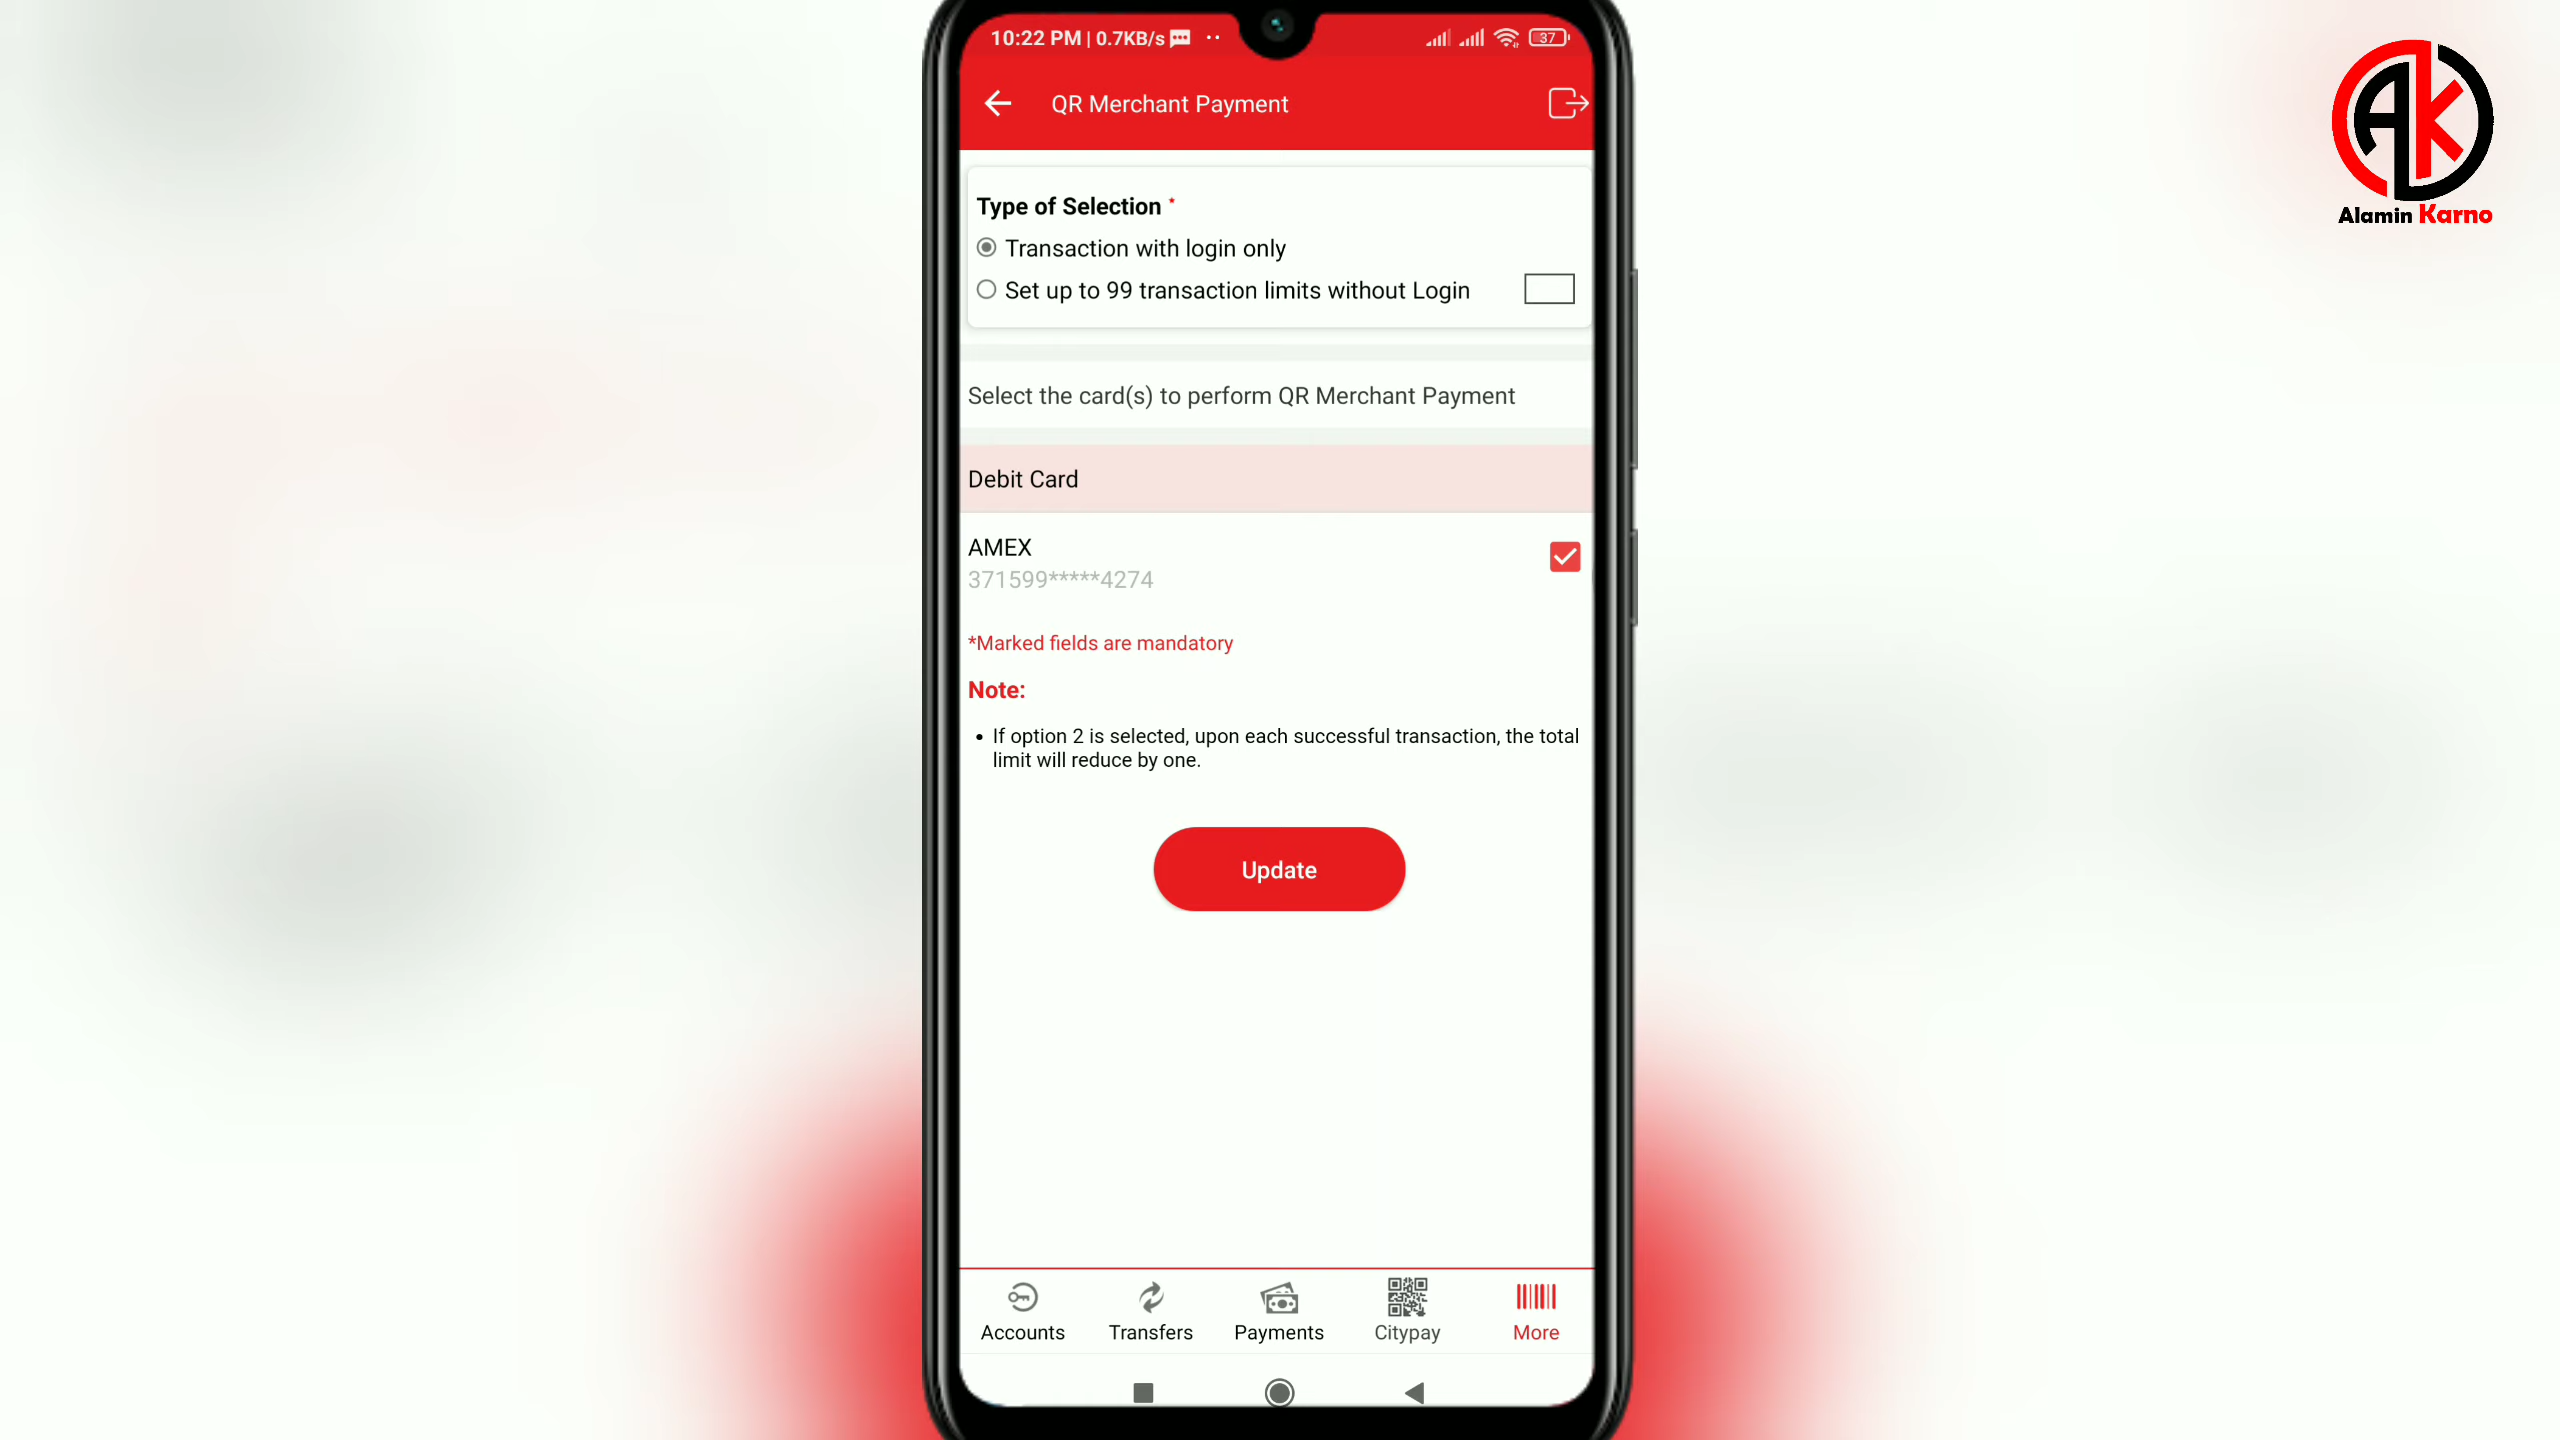 10:22 PM | 0.7KB/s
37
QR Merchant Payment
AK
Alamin Karno
Type of Selection *
Transaction with login only
Set up to 99 transaction limits without Login
Select the card(s) to perform QR Merchant Payment
Debit Card
AMEX
371599*****4274
*Marked fields are mandatory
Note:
• If option 2 is selected, upon each successful transaction, the total
limit will reduce by one.
Update
Accounts
Transfers
Payments
Citypay
More